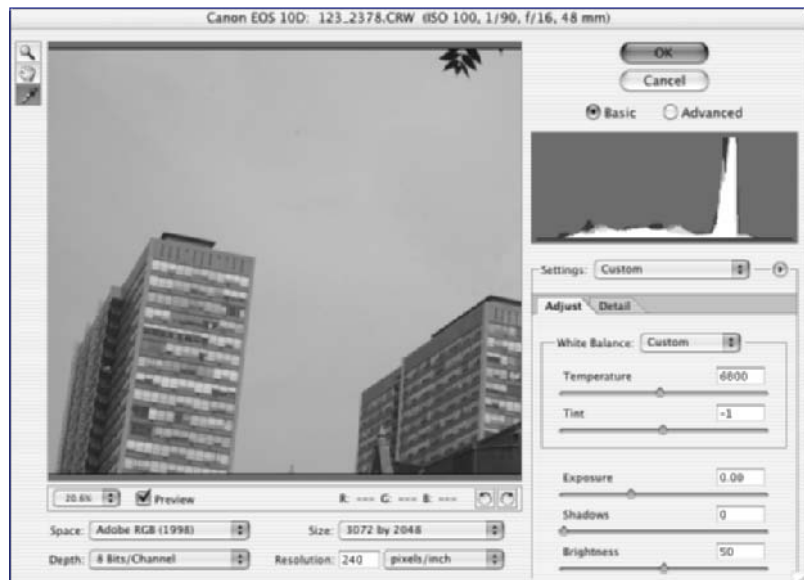 Canon EOS 10D: 123_2378.CRW (ISO 100, 1/90, f/16, 48 mm)
OK
Cancel
Basic Advanced
Settings: Custom
Adjust Detail
White Balance: Custom
Temperature 6800
Tint -1
Exposure 0.00
Shadows 0
Brightness 50
20.6% Preview R: --- G: --- B: ---
Space: Adobe RGB (1998) Size: 3072 by 2048
Depth: 8 Bits/Channel Resolution: 240 pixels/inch